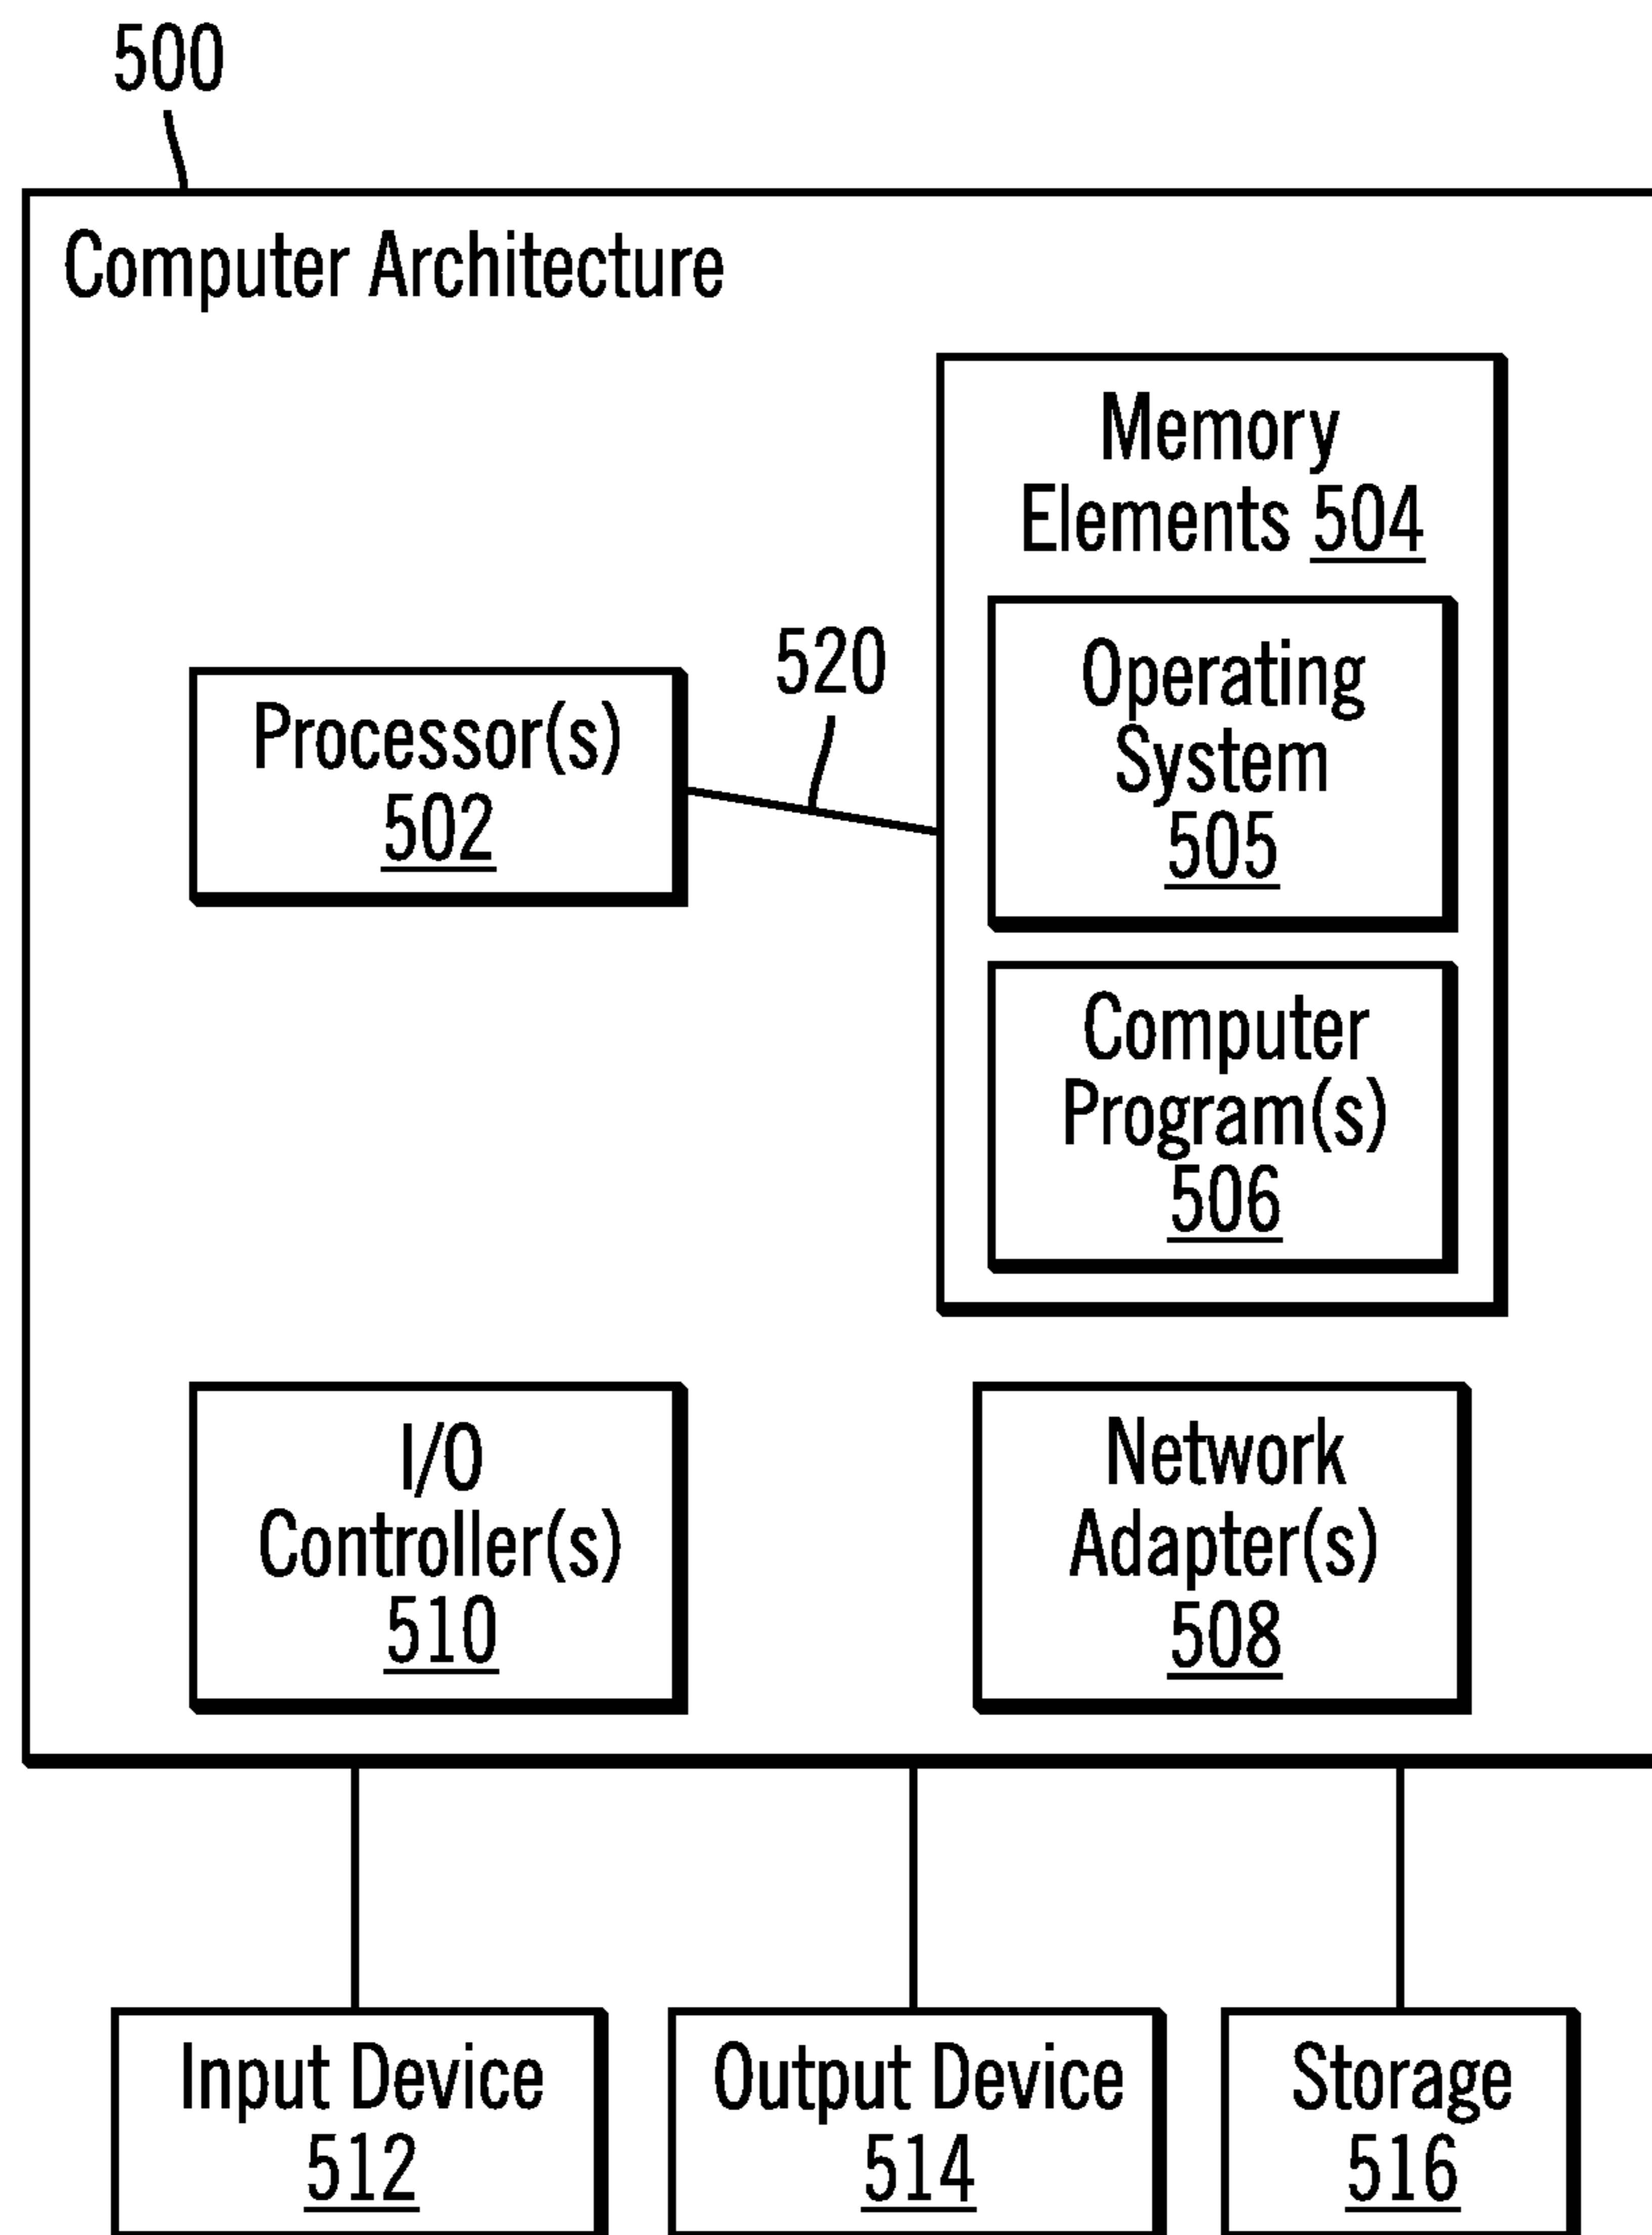 500
Computer Architecture
Memory
Elements 504
520
Operating
System
505
Processor(s)
502
Computer
Program(s)
506
I/O
Controller(s)
510
Network
Adapter(s)
508
Input Device
512
Output Device
514
Storage
516